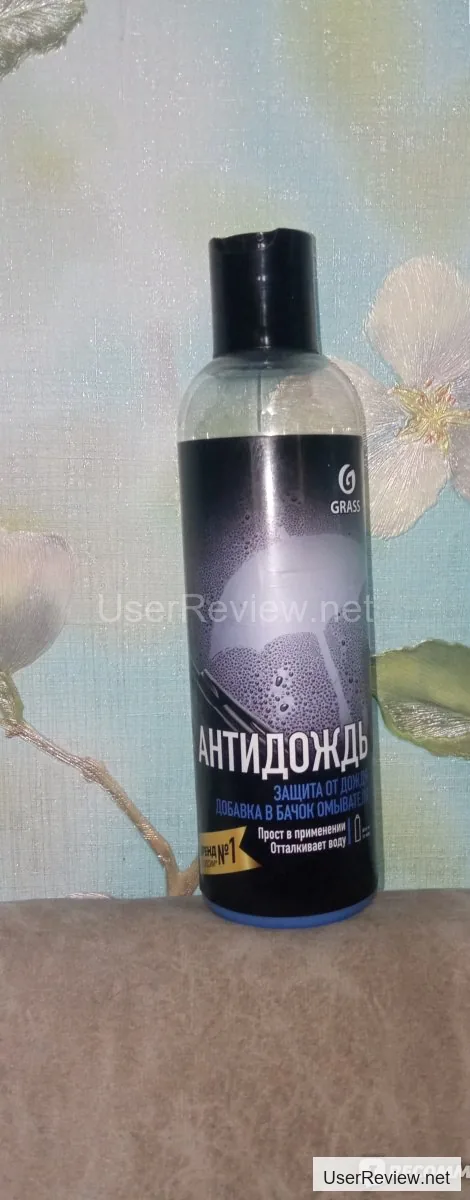 GRASS
UserReview.net
АНТИДОЖДЬ
ЗАЩИТА ОТ ДОЖДЯ
ДОБАВКА В БАЧОК ОМЫВАТЕЛЯ
Прост в применении
Отталкивает воду
№1
UserReview.net